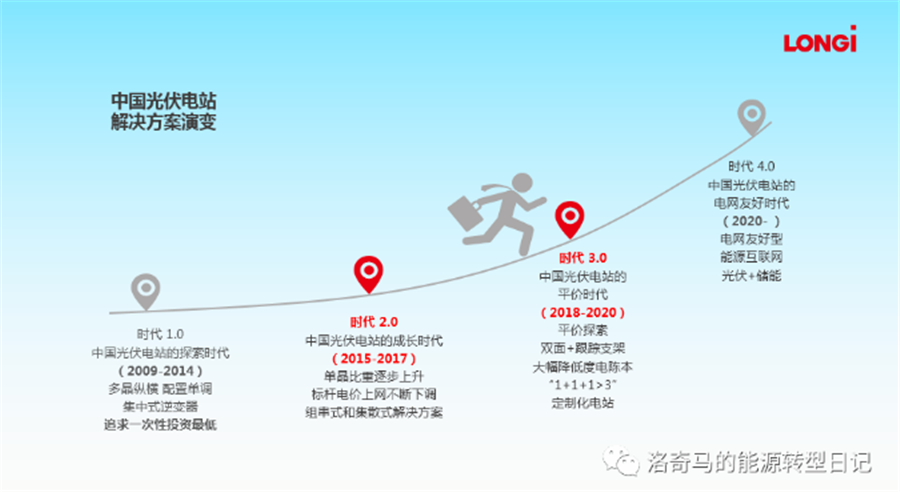 LONGi
中国光伏电站
解决方案演变
时代 1.0
中国光伏电站的探索时代
（2009-2014）
多晶纵横 配置单调
集中式逆变器
追求一次性投资最低
时代 2.0
中国光伏电站的成长时代
（2015-2017）
单晶比重逐步上升
标杆电价上网不断下调
组串式和集散式解决方案
时代 3.0
中国光伏电站的
平价时代
（2018-2020）
平价探索
双面+跟踪支架
大幅降低度电陈本
“1+1+1>3”
定制化电站
时代 4.0
中国光伏电站的
电网友好时代
（2020- ）
电网友好型
能源互联网
光伏+储能
洛奇马的能源转型日记